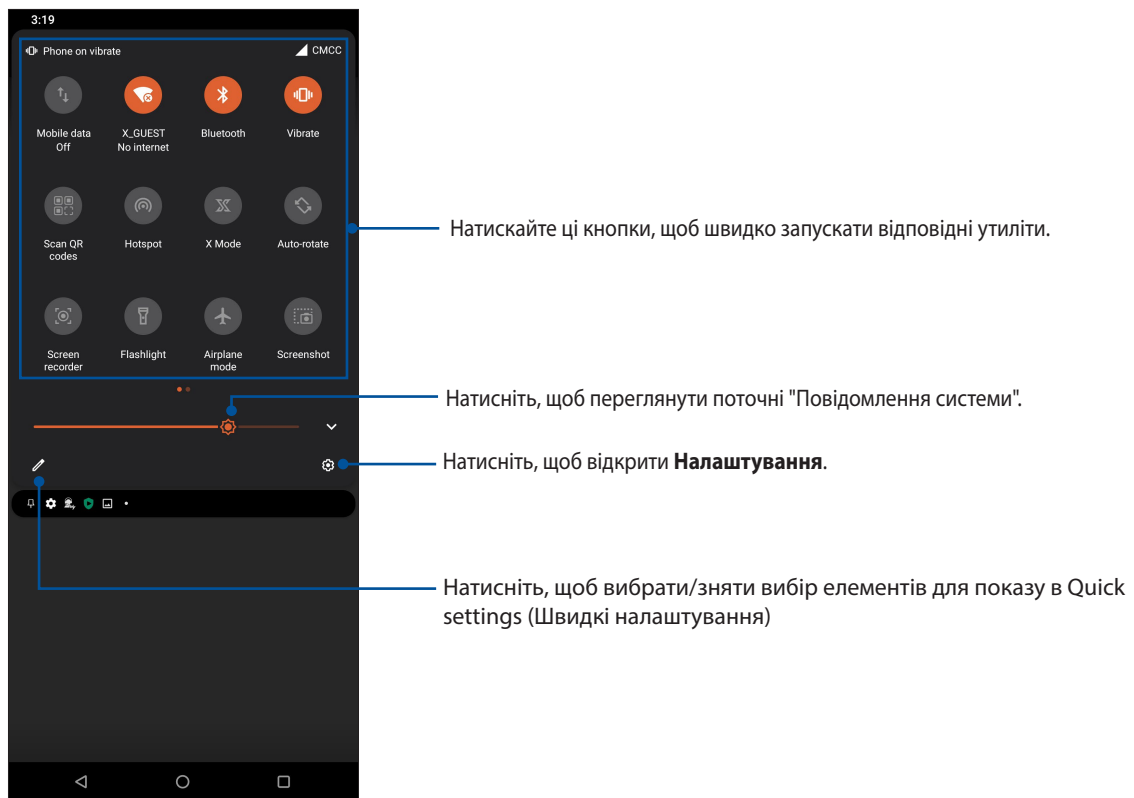 3:19
Phone on vibrate
CMCC
Mobile data
Off
X_GUEST
No internet
Bluetooth
Vibrate
Scan QR
codes
Hotspot
X Mode
Auto-rotate
Screen
recorder
Flashlight
Airplane
mode
Screenshot
Натискайте ці кнопки, щоб швидко запускати відповідні утиліти.
Натисніть, щоб переглянути поточні "Повідомлення системи".
Натисніть, щоб відкрити Налаштування.
Натисніть, щоб вибрати/зняти вибір елементів для показу в Quick
settings (Швидкі налаштування)